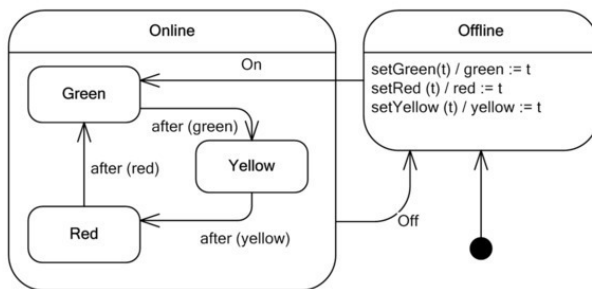 Online
Offline
On
setGreen(t) / green := t
setRed (t) / red := t
setYellow (t) / yellow := t
Green
after (green)
Yellow
after (red)
Red
after (yellow)
Off